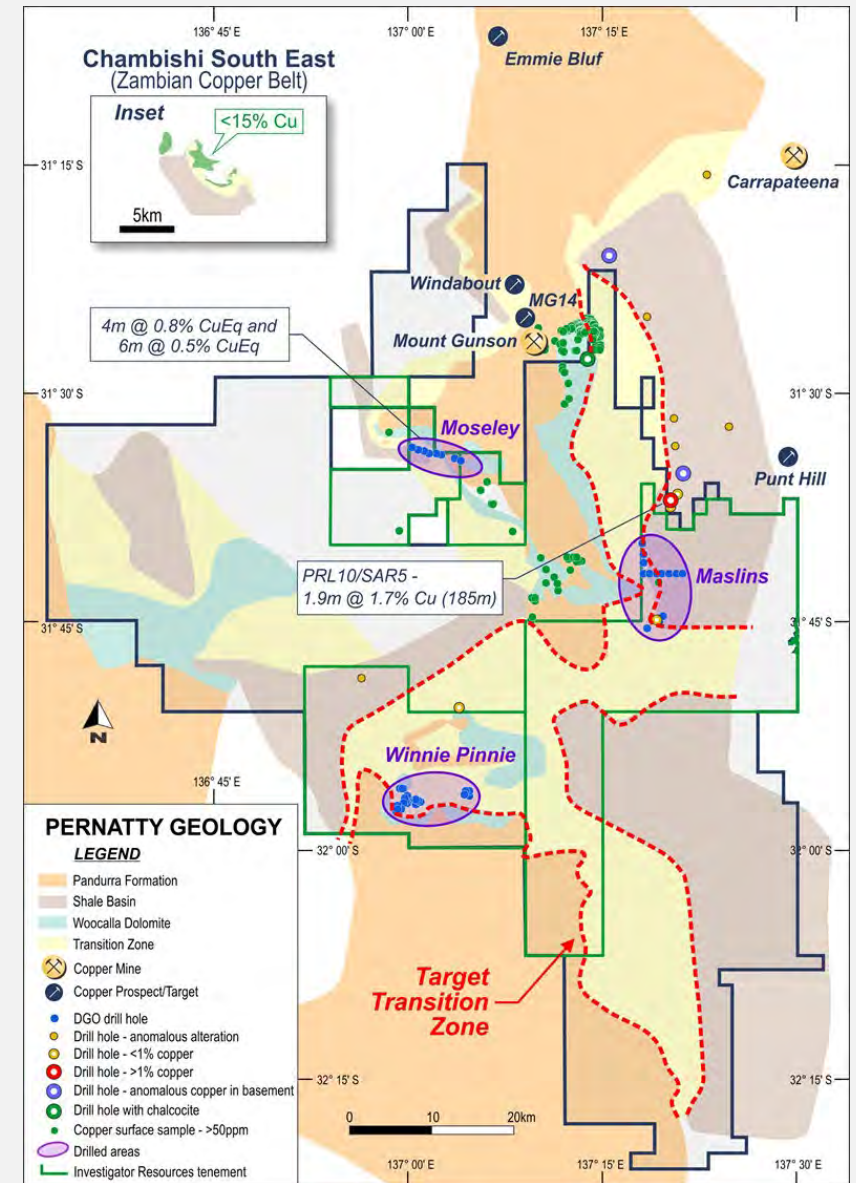 136° 45' E
137° 00' E
137° 15' E
Chambishi South East
(Zambian Copper Belt)
Inset
<15% Cu
5km
Emmie Bluf
31° 15' S
Carrapateena
Windabout
MG14
Mount Gunson
4m @ 0.8% CuEq and
6m @ 0.5% CuEq
31° 30' S
31° 30' S
Moseley
Punt Hill
PRL10/SAR5 -
1.9m @ 1.7% Cu (185m)
Maslins
31° 45' S
31° 45' S
N
136° 45' E
Winnie Pinnie
32° 00' S
32° 00' S
Target
Transition
Zone
32° 15' S
32° 15' S
0 10 20km
137° 00' E
137° 15' E
137° 30' E
PERNATTY GEOLOGY
LEGEND
Pandurra Formation
Shale Basin
Woocalla Dolomite
Transition Zone
Copper Mine
Copper Prospect/Target
DGO drill hole
Drill hole - anomalous alteration
Drill hole - <1% copper
Drill hole - >1% copper
Drill hole - anomalous copper in basement
Drill hole with chalcocite
Copper surface sample - >50ppm
Drilled areas
Investigator Resources tenement